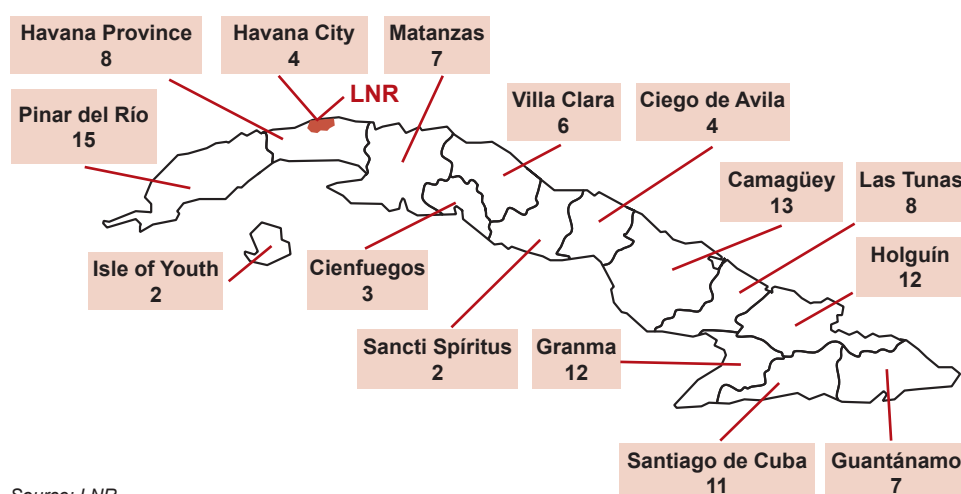 Havana Province
8
Havana City
4
Matanzas
7
LNR
Pinar del Río
15
Villa Clara
6
Ciego de Avila
4
Camagüey
13
Las Tunas
8
Holguín
12
Isle of Youth
2
Cienfuegos
3
Sancti Spíritus
2
Granma
12
Santiago de Cuba
11
Guantánamo
7
Source: LNR